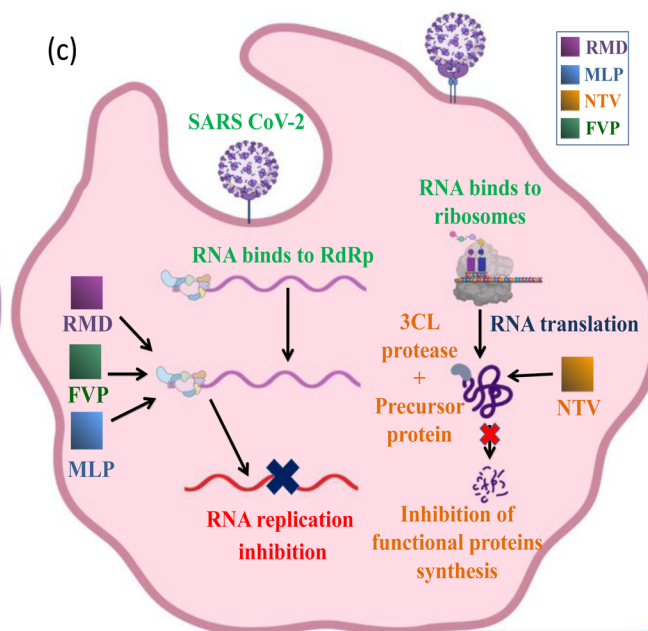 (c)
RMD
MLP
NTV
FVP
SARS CoV-2
RNA binds to
ribosomes
RNA binds to RdRp
RMD
FVP
MLP
3CL
protease
+
Precursor
protein
RNA translation
NTV
RNA replication
inhibition
Inhibition of
functional proteins
synthesis